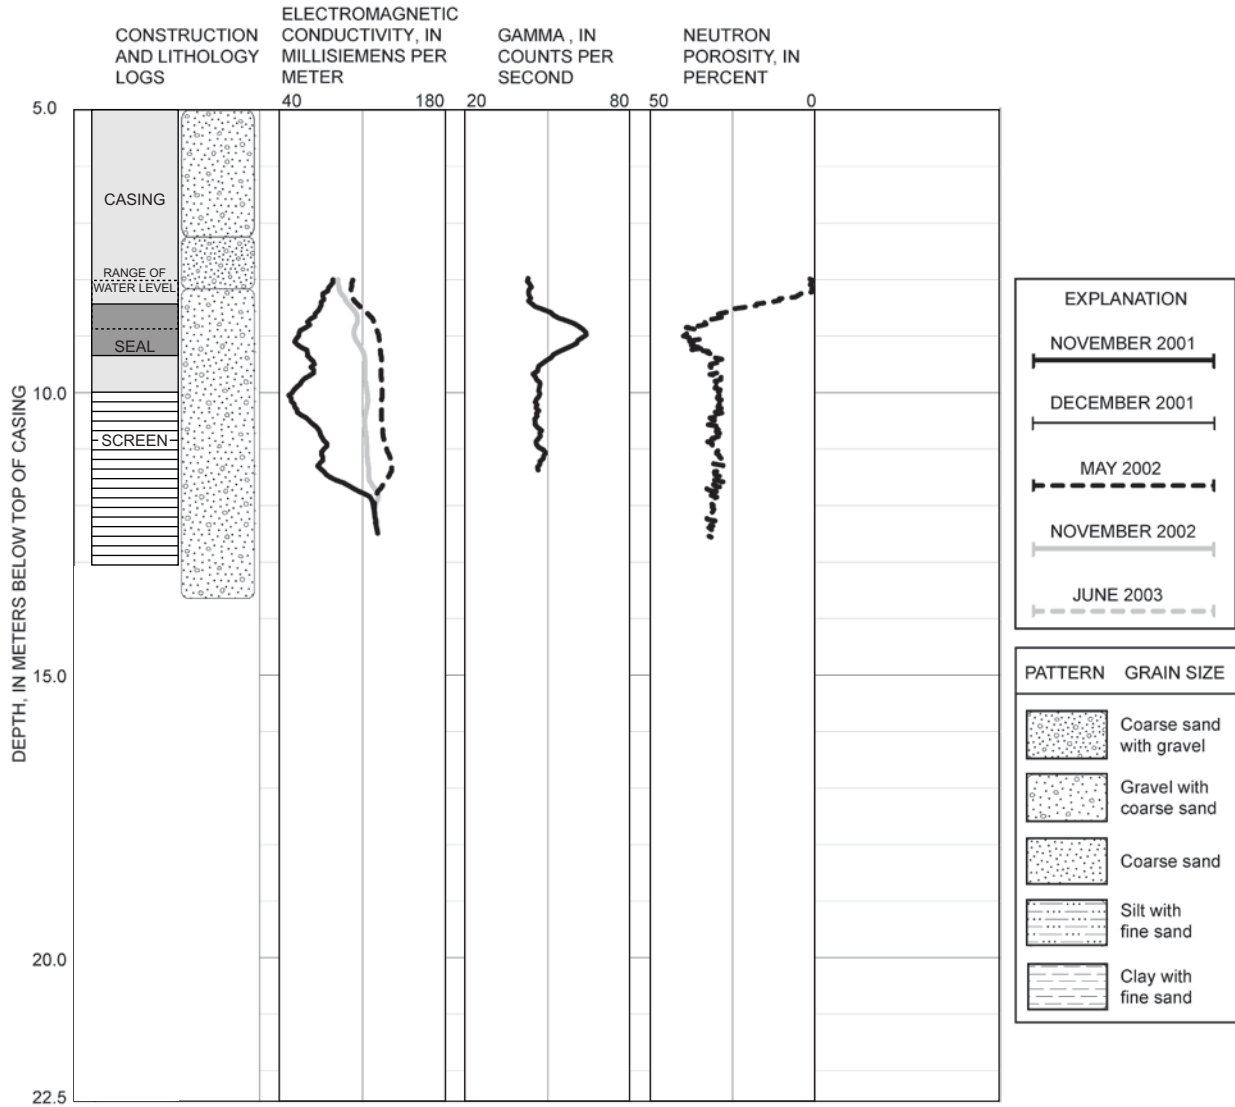 CONSTRUCTION
AND LITHOLOGY
LOGS
ELECTROMAGNETIC
CONDUCTIVITY, IN
MILLISIEMENS PER
METER
GAMMA , IN
COUNTS PER
SECOND
NEUTRON
POROSITY, IN
PERCENT
40 180
20 80
50 0
DEPTH, IN METERS BELOW TOP OF CASING
5.0
10.0
15.0
20.0
22.5
CASING
RANGE OF
WATER LEVEL
SEAL
SCREEN
EXPLANATION
NOVEMBER 2001
DECEMBER 2001
MAY 2002
NOVEMBER 2002
JUNE 2003
PATTERN GRAIN SIZE
Coarse sand
with gravel
Gravel with
coarse sand
Coarse sand
Silt with
fine sand
Clay with
fine sand